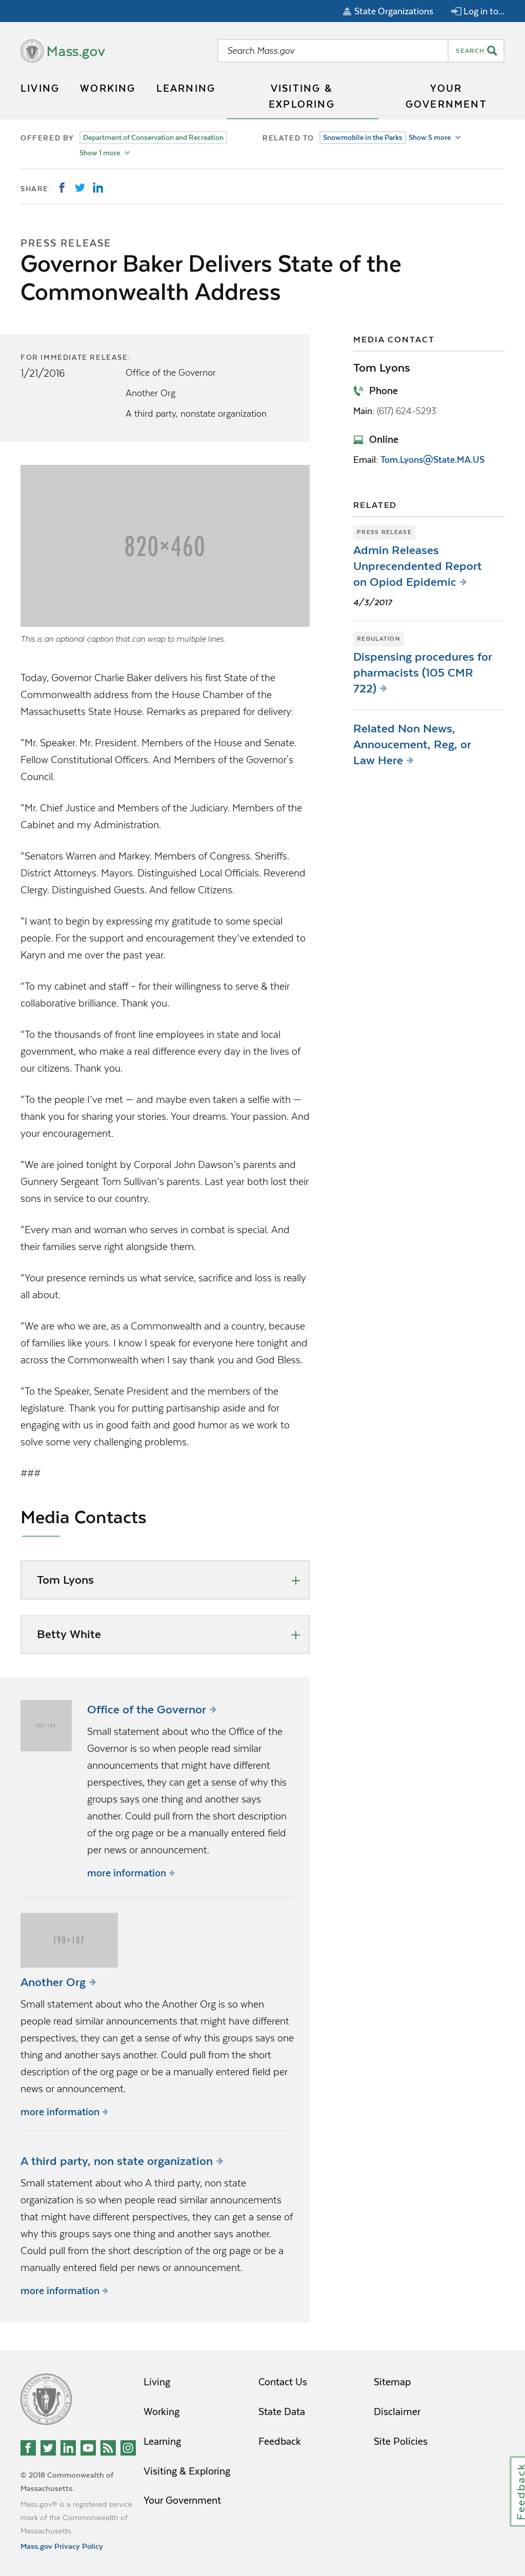 State Organizations
Log in to...
Mass.gov
Search Mass.gov
SEARCH
LIVING
WORKING
LEARNING
VISITING &
EXPLORING
YOUR
GOVERNMENT
OFFERED BY
Department of Conservation and Recreation
Show 1 more
RELATED TO
Snowmobile in the Parks
Show 5 more
SHARE:
PRESS RELEASE
Governor Baker Delivers State of the
Commonwealth Address
FOR IMMEDIATE RELEASE:
1/21/2016
Office of the Governor
Another Org
A third party, nonstate organization
820×460
This is an optional caption that can wrap to multiple lines.
Today, Governor Charlie Baker delivers his first State of the
Commonwealth address from the House Chamber of the
Massachusetts State House. Remarks as prepared for delivery:
“Mr. Speaker. Mr. President. Members of the House and Senate.
Fellow Constitutional Officers. And Members of the Governor's
Council.
“Mr. Chief Justice and Members of the Judiciary. Members of the
Cabinet and my Administration.
“Senators Warren and Markey. Members of Congress. Sheriffs.
District Attorneys. Mayors. Distinguished Local Officials. Reverend
Clergy. Distinguished Guests. And fellow Citizens.
“I want to begin by expressing my gratitude to some special
people. For the support and encouragement they’ve extended to
Karyn and me over the past year.
“To my cabinet and staff – for their willingness to serve & their
collaborative brilliance. Thank you.
“To the thousands of front line employees in state and local
government, who make a real difference every day in the lives of
our citizens. Thank you.
“To the people I’ve met — and maybe even taken a selfie with —
thank you for sharing your stories. Your dreams. Your passion. And
your encouragement.
“We are joined tonight by Corporal John Dawson’s parents and
Gunnery Sergeant Tom Sullivan’s parents. Last year both lost their
sons in service to our country.
“Every man and woman who serves in combat is special. And
their families serve right alongside them.
“Your presence reminds us what service, sacrifice and loss is really
all about.
“We are who we are, as a Commonwealth and a country, because
of families like yours. I know I speak for everyone here tonight and
across the Commonwealth when I say thank you and God Bless.
“To the Speaker, Senate President and the members of the
legislature. Thank you for putting partisanship aside and for
engaging with us in good faith and good humor as we work to
solve some very challenging problems.
###
Media Contacts
Tom Lyons
Betty White
Office of the Governor
Small statement about who the Office of the
Governor is so when people read similar
announcements that might have different
perspectives, they can get a sense of why this
groups says one thing and another says
another. Could pull from the short description
of the org page or be a manually entered field
per news or announcement.
more information
190×107
Another Org
Small statement about who the Another Org is so when
people read similar announcements that might have different
perspectives, they can get a sense of why this groups says one
thing and another says another. Could pull from the short
description of the org page or be a manually entered field per
news or announcement.
more information
A third party, non state organization
Small statement about who A third party, non state
organization is so when people read similar announcements
that might have different perspectives, they can get a sense of
why this groups says one thing and another says another.
Could pull from the short description of the org page or be a
manually entered field per news or announcement.
more information
MEDIA CONTACT
Tom Lyons
Phone
Main: (617) 624-5293
Online
Email: Tom.Lyons@State.MA.US
RELATED
PRESS RELEASE
Admin Releases
Unprecendented Report
on Opiod Epidemic
4/3/2017
REGULATION
Dispensing procedures for
pharmacists (105 CMR
722)
Related Non News,
Annoucement, Reg, or
Law Here
Living
Working
Learning
Visiting & Exploring
Your Government
Contact Us
State Data
Feedback
Sitemap
Disclaimer
Site Policies
© 2018 Commonwealth of
Massachusetts.
Mass.gov® is a registered service
mark of the Commonwealth of
Massachusetts.
Mass.gov Privacy Policy
Feedback